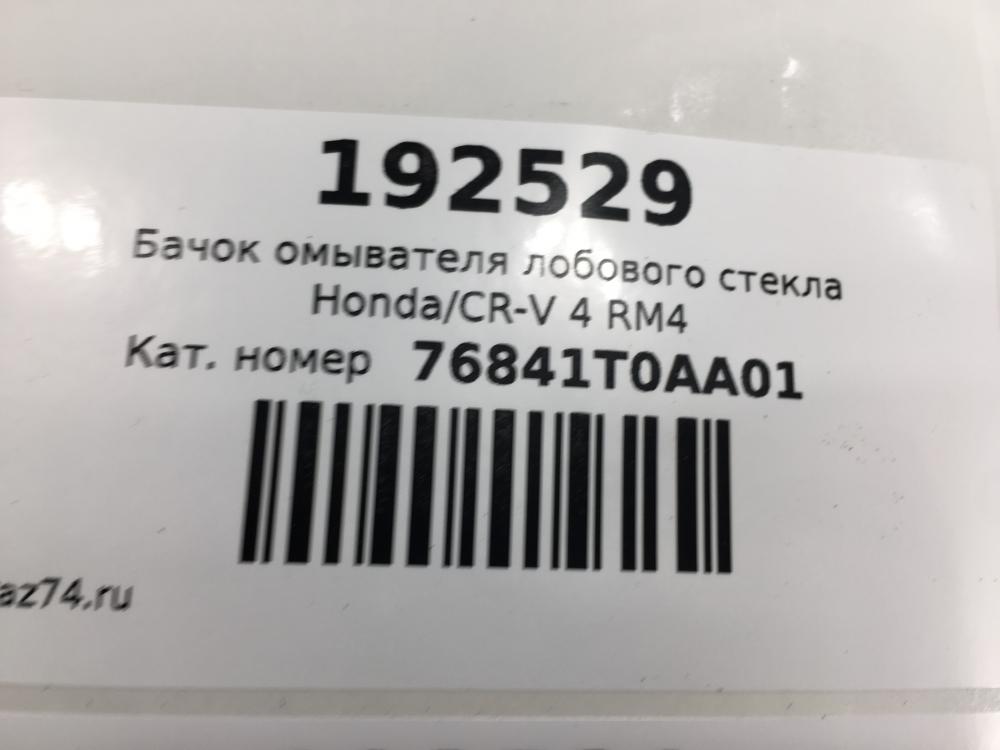 192529
Бачок омывателя лобового стекла
Honda/CR-V 4 RM4
Кат. номер 76841T0AA01
az74.ru